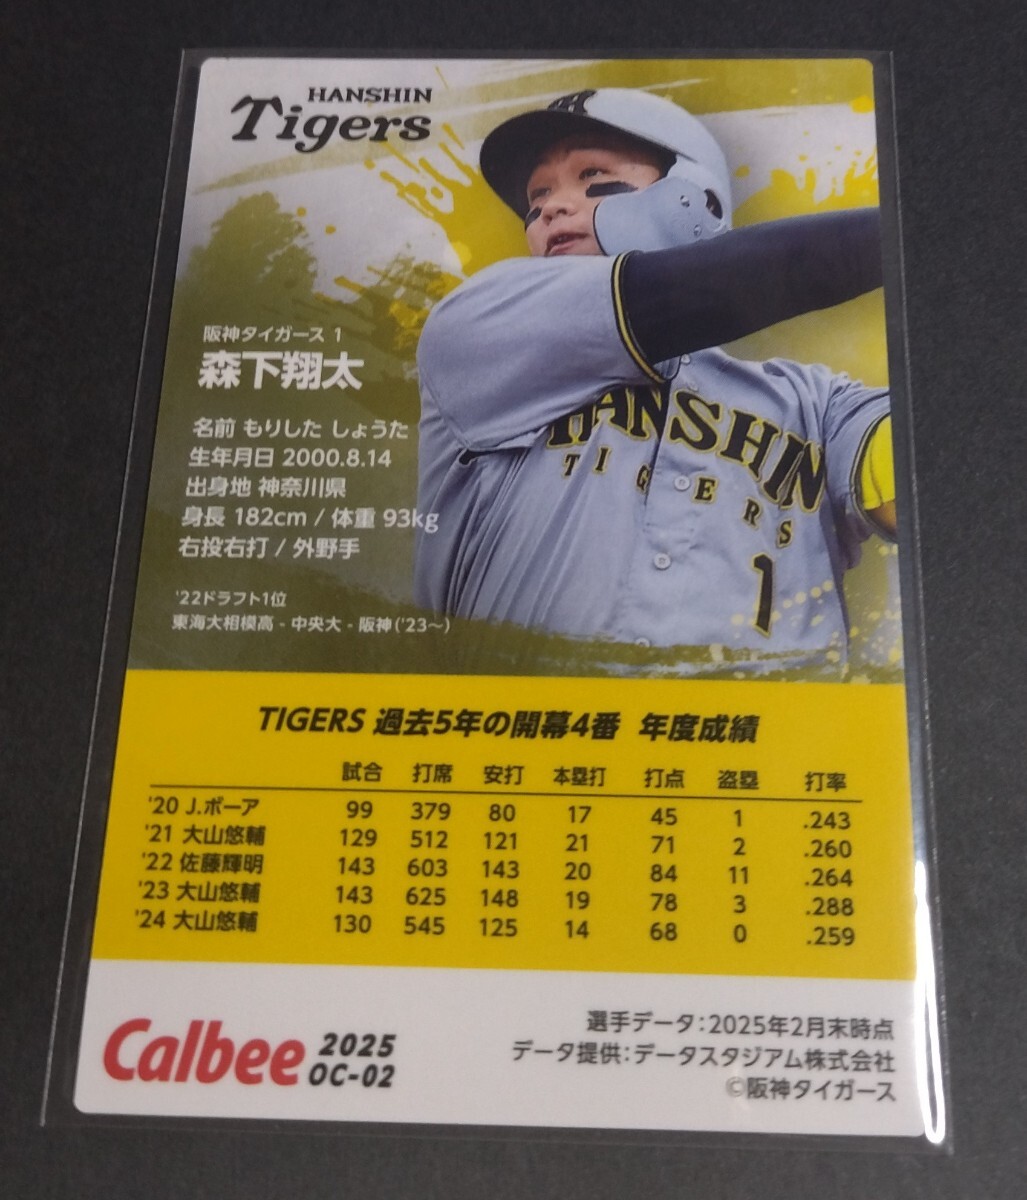 HANSHIN
Tigers
阪神タイガース 1
森下翔太
名前 もりした しょうた
生年月日 2000.8.14
出身地 神奈川県
身長 182cm / 体重 93kg
右投右打 / 外野手
'22ドラフト1位
東海大相模高 - 中央大 - 阪神('23〜)
HANSHIN
TIGERS
1
TIGERS 過去5年の開幕4番 年度成績
試合 打席 安打 本塁打 打点 盗塁 打率
'20 J.ボーア 99 379 80 17 45 1 .243
'21 大山悠輔 129 512 121 21 71 2 .260
'22 佐藤輝明 143 603 143 20 84 11 .264
'23 大山悠輔 143 625 148 19 78 3 .288
'24 大山悠輔 130 545 125 14 68 0 .259
Calbee 2025
OC-02
選手データ:2025年2月末時点
データ提供:データスタジアム株式会社
©阪神タイガース